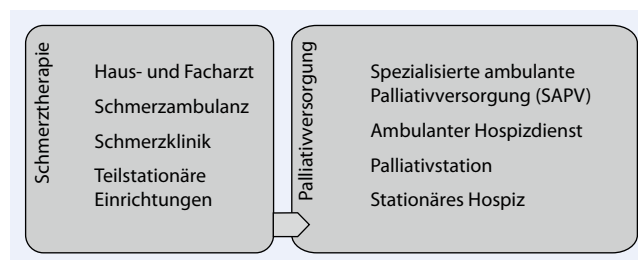 Schmerztherapie
Haus- und Facharzt
Schmerzambulanz
Schmerzklinik
Teilstationäre
Einrichtungen
Palliativversorgung
Spezialisierte ambulante
Palliativversorgung (SAPV)
Ambulanter Hospizdienst
Palliativstation
Stationäres Hospiz